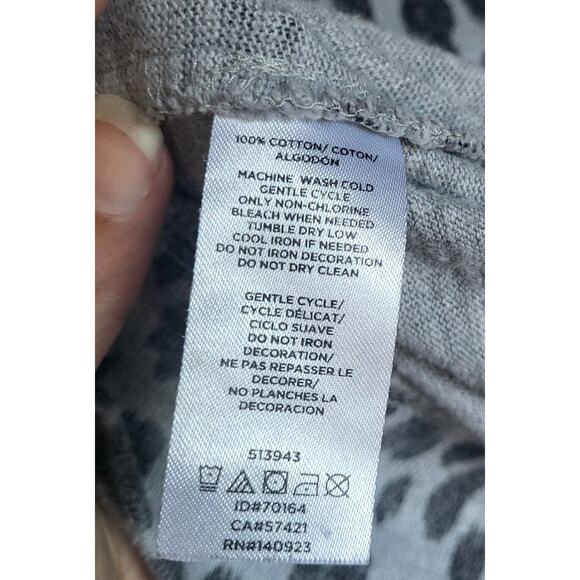 100% COTTON/ COTON/
ALGODÓN
MACHINE WASH COLD
GENTLE CYCLE
ONLY NON-CHLORINE
BLEACH WHEN NEEDED
TUMBLE DRY LOW
COOL IRON IF NEEDED
DO NOT IRON DECORATION
DO NOT DRY CLEAN
GENTLE CYCLE/
CYCLE DÉLICAT/
CICLO SUAVE
DO NOT IRON
DECORATION/
NE PAS REPASSER LE
DECORER/
NO PLANCHES LA
DECORACION
513943
ID#70164
CA#57421
RN#140923